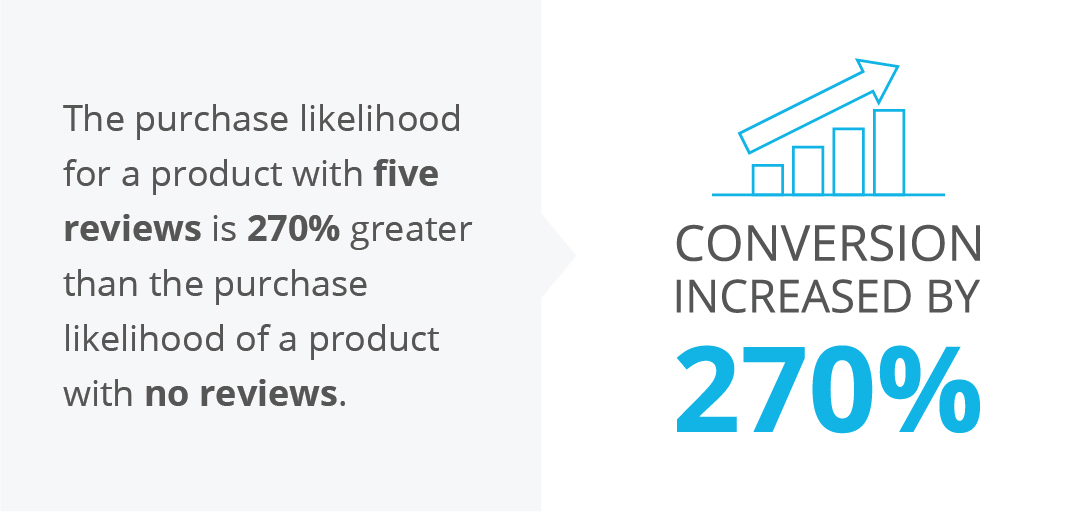 The purchase likelihood
for a product with five
reviews is 270% greater
than the purchase
likelihood of a product
with no reviews.
CONVERSION
INCREASED BY
270%